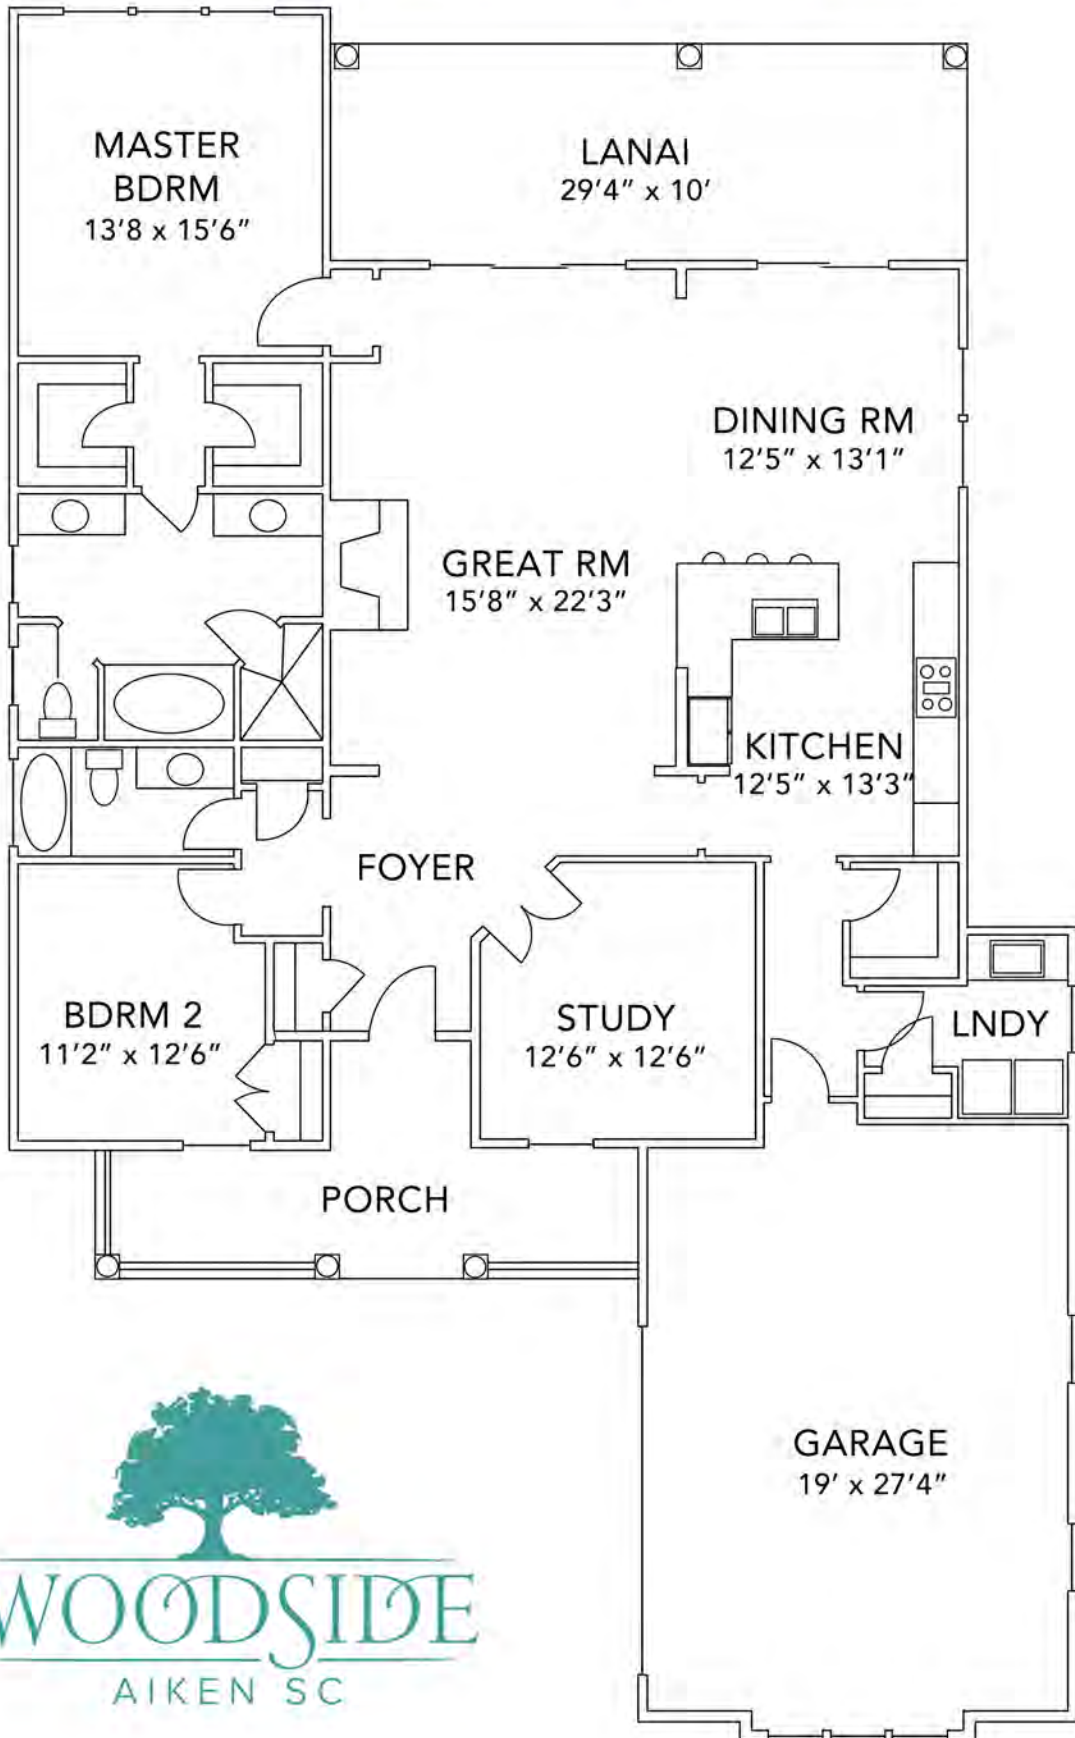 MASTER
BDRM
13'8 x 15'6"
LANAI
29'4" x 10'
DINING RM
12'5" x 13'1"
GREAT RM
15'8" x 22'3"
KITCHEN
12'5" x 13'3"
FOYER
BDRM 2
11'2" x 12'6"
STUDY
12'6" x 12'6"
LNDY
PORCH
GARAGE
19' x 27'4"
WOODSIDE
AIKEN SC